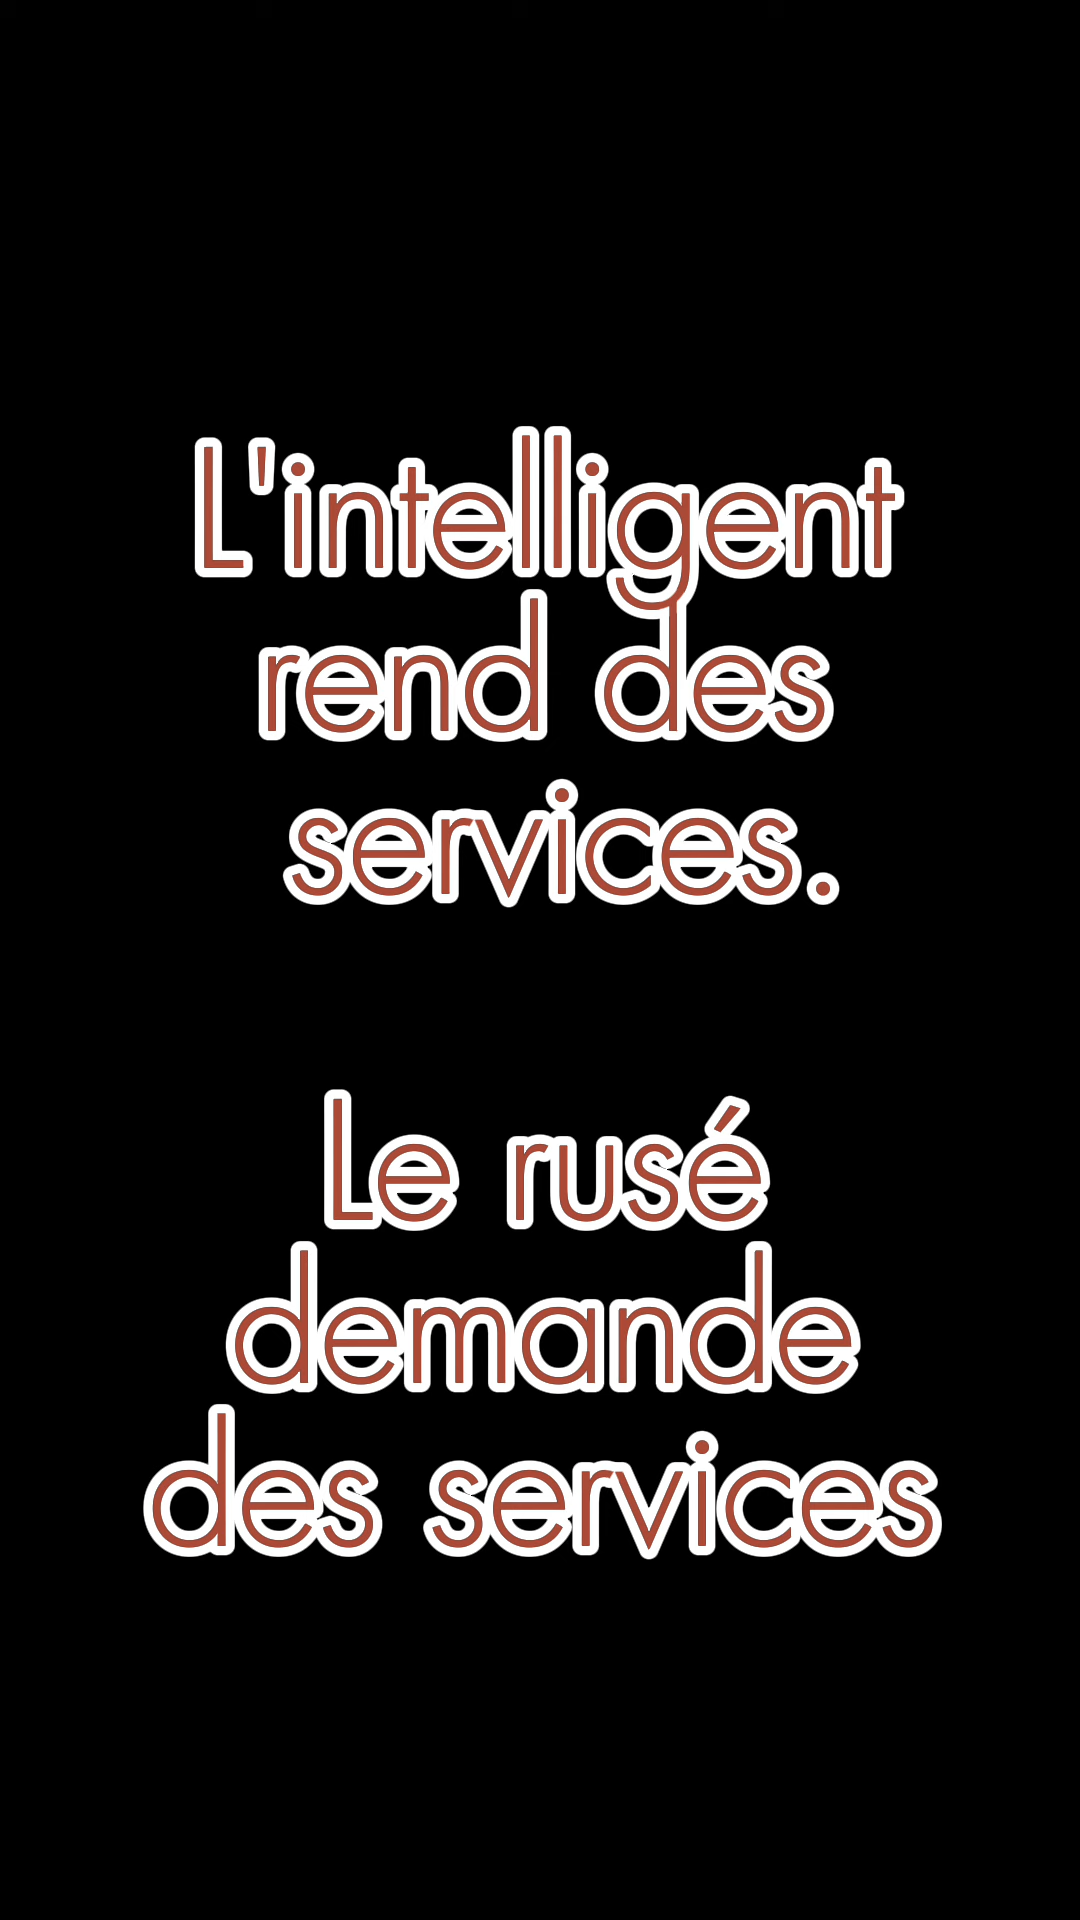 L'intelligent
rend des
services.
Le rusé
demande
des services